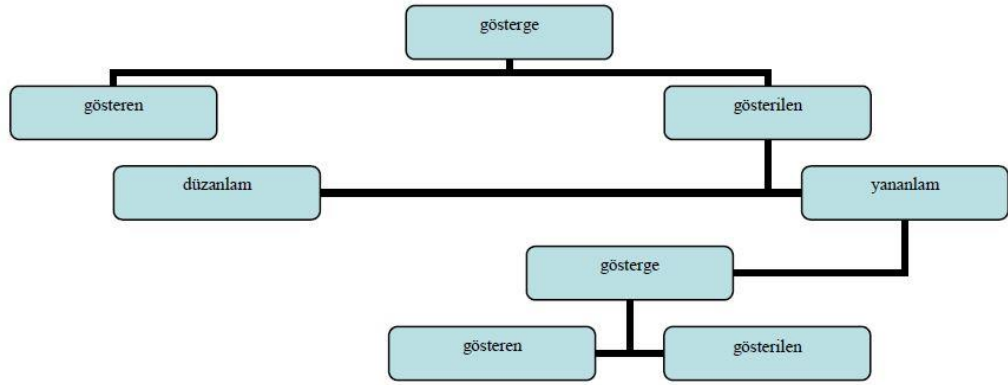 gösterge
gösteren
gösterilen
düzanlam
yananlam
gösterge
gösteren
gösterilen